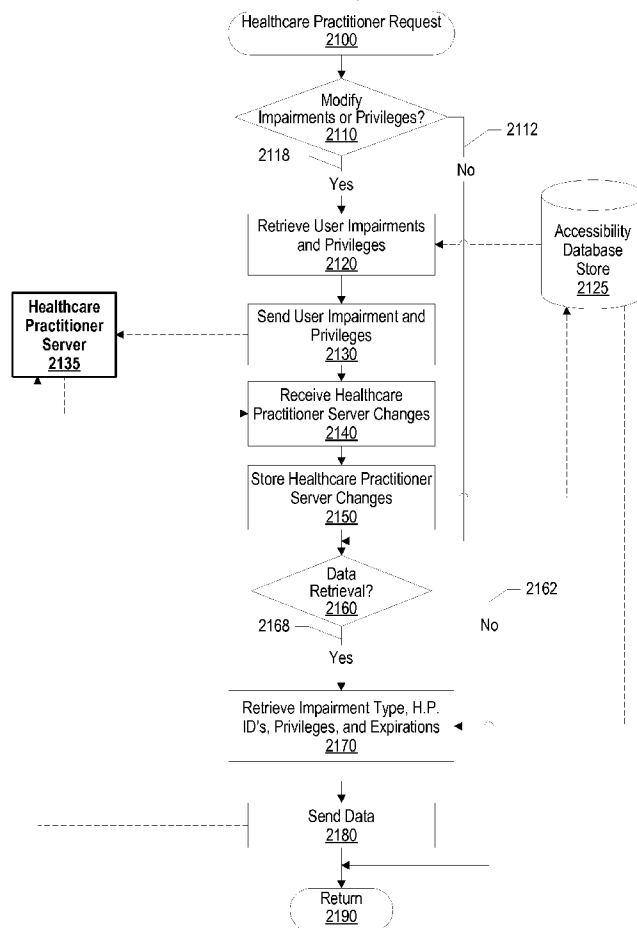 Healthcare Practitioner Request
2100
Modify
Impairments or Privileges?
2110
2112
2118
No
Yes
Retrieve User Impairments
and Privileges
2120
Accessibility
Database
Store
2125
Healthcare
Practitioner
Server
2135
Send User Impairment and
Privileges
2130
Receive Healthcare
Practitioner Server Changes
2140
Store Healthcare Practitioner
Server Changes
2150
Data
Retrieval?
2160
2162
2168
No
Yes
Retrieve Impairment Type, H.P.
ID's, Privileges, and Expirations
2170
Send Data
2180
Return
2190